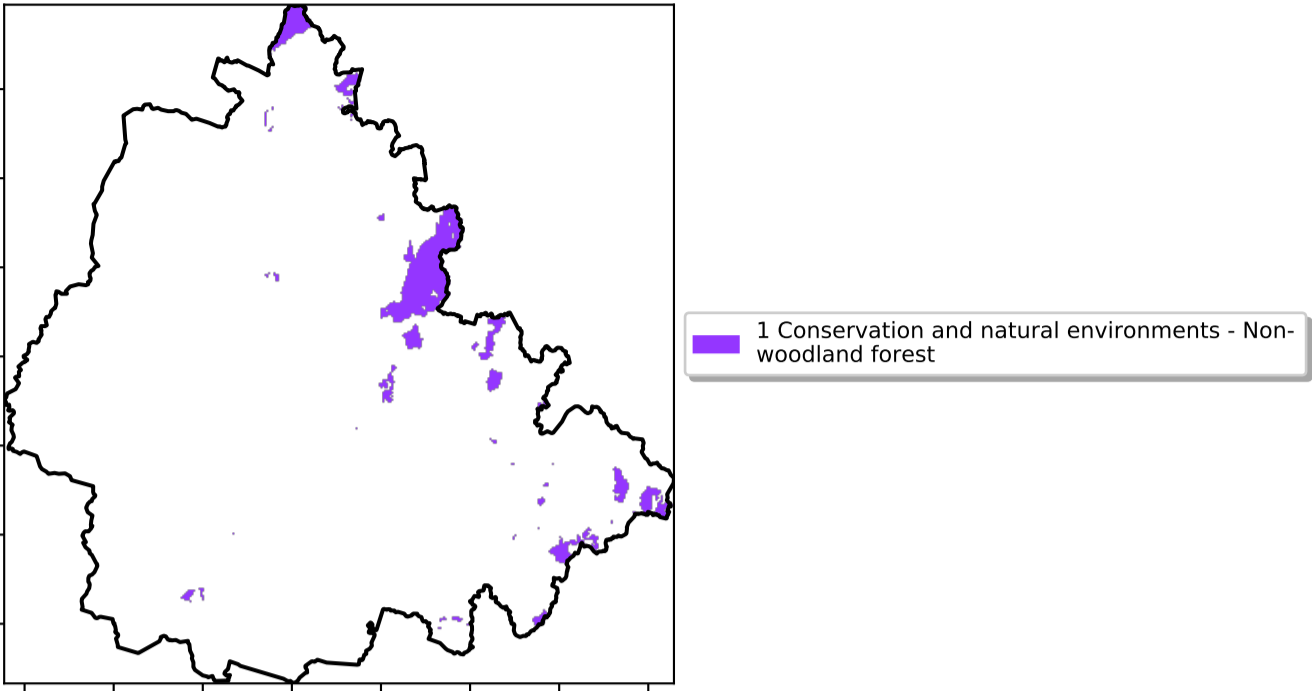 1 Conservation and natural environments - Non-
woodland forest